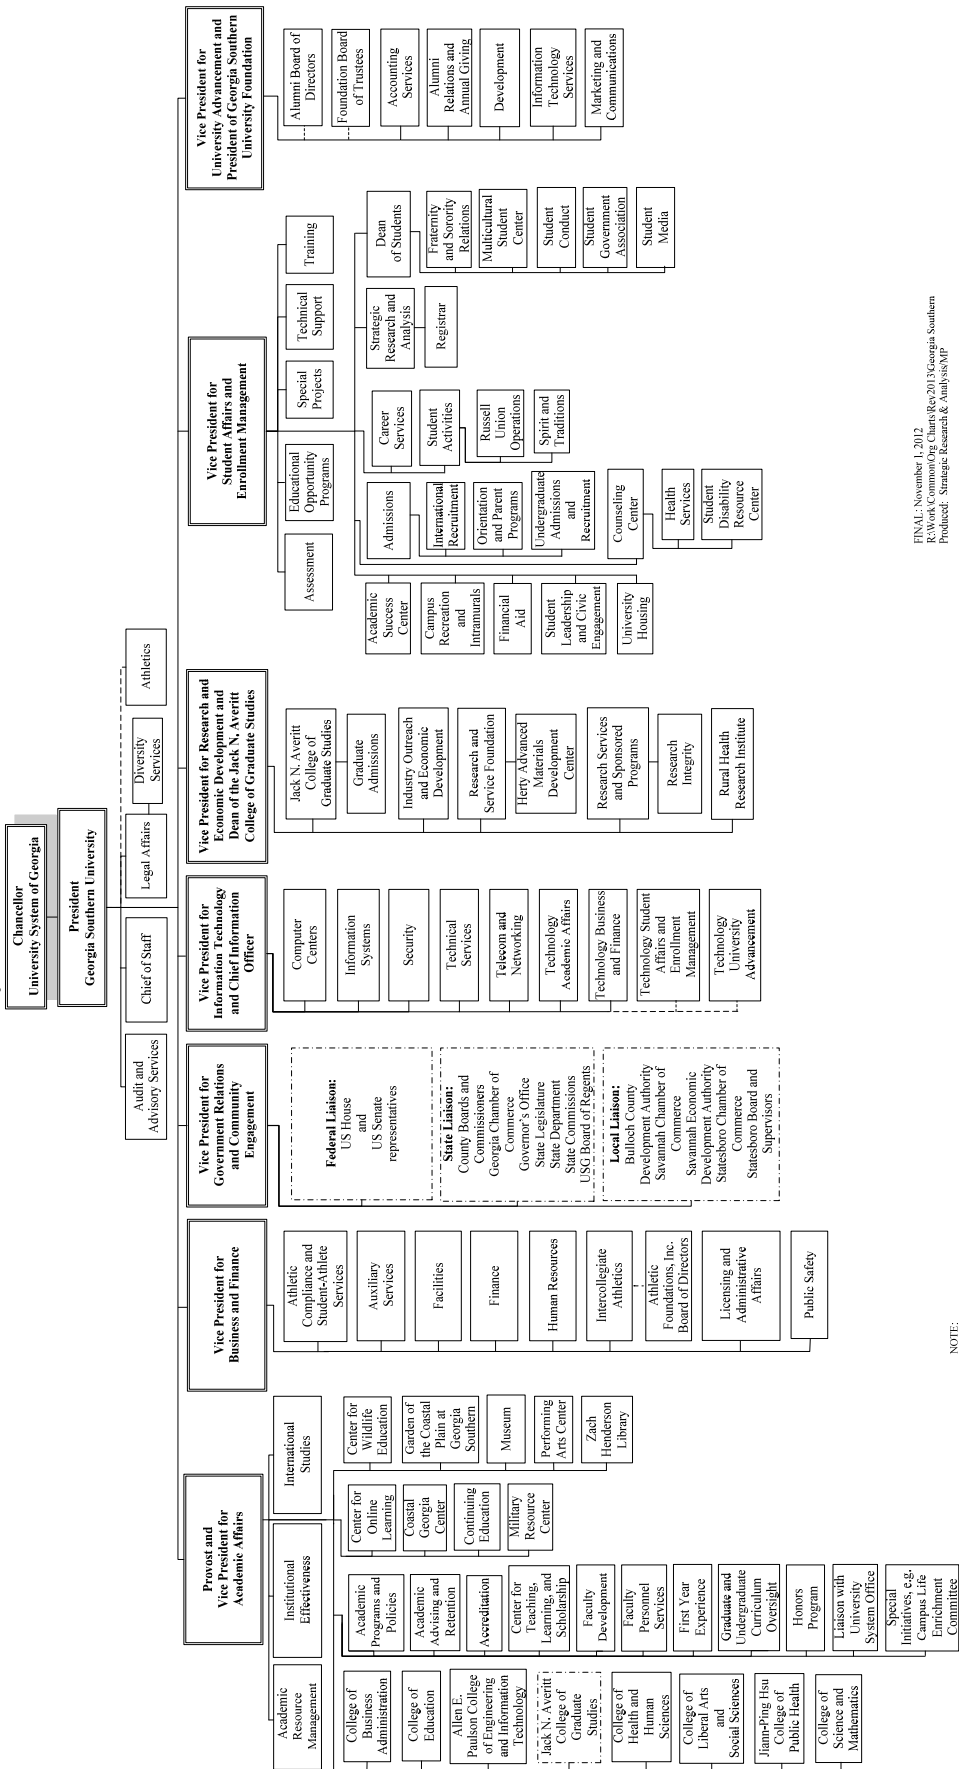 Chancellor
University System of Georgia
President
Georgia Southern University
Audit and
Advisory Services
Chief of Staff
Legal Affairs
Diversity
Services
Athletics
Provost and
Vice President for
Academic Affairs
Academic
Resource
Management
Institutional
Effectiveness
International
Studies
College of
Business
Administration
College of
Education
Allen E.
Paulson College
of Engineering
and Information
Technology
Jack N. Averitt
College of
Graduate
Studies
College of
Health and
Human
Sciences
College of
Liberal Arts
and
Social Sciences
Jiann-Ping Hsu
College of
Public Health
College of
Science and
Mathematics
Academic
Programs and
Policies
Academic
Advising and
Retention
Accreditation
Center for
Teaching,
Learning, and
Scholarship
Faculty
Development
Faculty
Personnel
Services
First Year
Experience
Graduate and
Undergraduate
Curriculum
Oversight
Honors
Program
Liaison with
University
System Office
Special
Initiatives, e.g,
Campus Life
Enrichment
Committee
Center for
Online
Learning
Coastal
Georgia
Center
Continuing
Education
Military
Resource
Center
Center for
Wildlife
Education
Garden of
the Coastal
Plain at
Georgia
Southern
Museum
Performing
Arts Center
Zach
Henderson
Library
Vice President for
Business and Finance
Athletic
Compliance and
Student-Athlete
Services
Auxiliary
Services
Facilities
Finance
Human Resources
Intercollegiate
Athletics
Athletic
Foundations, Inc.
Board of Directors
Licensing and
Administrative
Affairs
Public Safety
Vice President for
Government Relations
and Community
Engagement
Federal Liaison:
US House
and
US Senate
representatives
State Liaison:
County Boards and
Commissioners
Georgia Chamber of
Commerce
Governor's Office
State Legislature
State Department
State Commissions
USG Board of Regents
Local Liaison:
Bulloch County
Development Authority
Savannah Chamber of
Commerce
Savannah Economic
Development Authority
Statesboro Chamber of
Commerce
Statesboro Board and
Supervisors
Vice President for
Information Technology
and Chief Information
Officer
Computer
Centers
Information
Systems
Security
Technical
Services
Telecom and
Networking
Technology
Academic Affairs
Technology Business
and Finance
Technology Student
Affairs and
Enrollment
Management
Technology
University
Advancement
Vice President for Research and
Economic Development and
Dean of the Jack N. Averitt
College of Graduate Studies
Jack N. Averitt
College of
Graduate Studies
Graduate
Admissions
Industry Outreach
and Economic
Development
Research and
Service Foundation
Herty Advanced
Materials
Development
Center
Research Services
and Sponsored
Programs
Research
Integrity
Rural Health
Research Institute
Vice President for
Student Affairs and
Enrollment Management
Assessment
Educational
Opportunity
Programs
Special
Projects
Technical
Support
Training
Academic
Success
Center
Campus
Recreation
and
Intramurals
Financial
Aid
Student
Leadership
and Civic
Engagement
University
Housing
Admissions
International
Recruitment
Orientation
and Parent
Programs
Undergraduate
Admissions
and
Recruitment
Counseling
Center
Health
Services
Student
Disability
Resource
Center
Career
Services
Student
Activities
Russell
Union
Operations
Spirit and
Traditions
Strategic
Research and
Analysis
Registrar
Dean
of Students
Fraternity
and Sorority
Relations
Multicultural
Student
Center
Student
Conduct
Student
Government
Association
Student
Media
Vice President for
University Advancement and
President of Georgia Southern
University Foundation
Alumni Board of
Directors
Foundation Board
of Trustees
Accounting
Services
Alumni
Relations and
Annual Giving
Development
Information
Technology
Services
Marketing and
Communications
NOTE:
FINAL: November 1, 2012
R:\Work\Common\Org Charts\Rev2013\Georgia Southern
Produced: Strategic Research & Analysis/MP